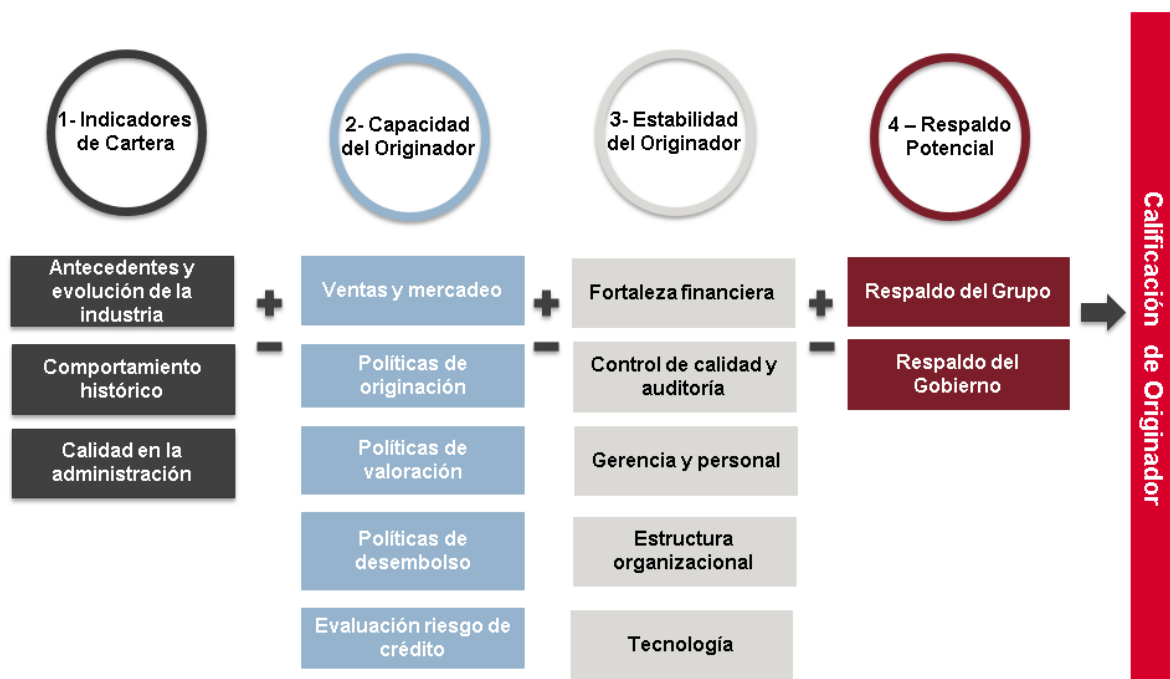 1- Indicadores
de Cartera
2- Capacidad
del Originador
3- Estabilidad
del Originador
4 – Respaldo
Potencial
Antecedentes y
evolución de la
industria
Comportamiento
histórico
Calidad en la
administración
Ventas y mercadeo
Políticas de
originación
Políticas de
valoración
Políticas de
desembolso
Evaluación riesgo de
crédito
Fortaleza financiera
Control de calidad y
auditoría
Gerencia y personal
Estructura
organizacional
Tecnología
Respaldo del Grupo
Respaldo del
Gobierno
Calificación de Originador